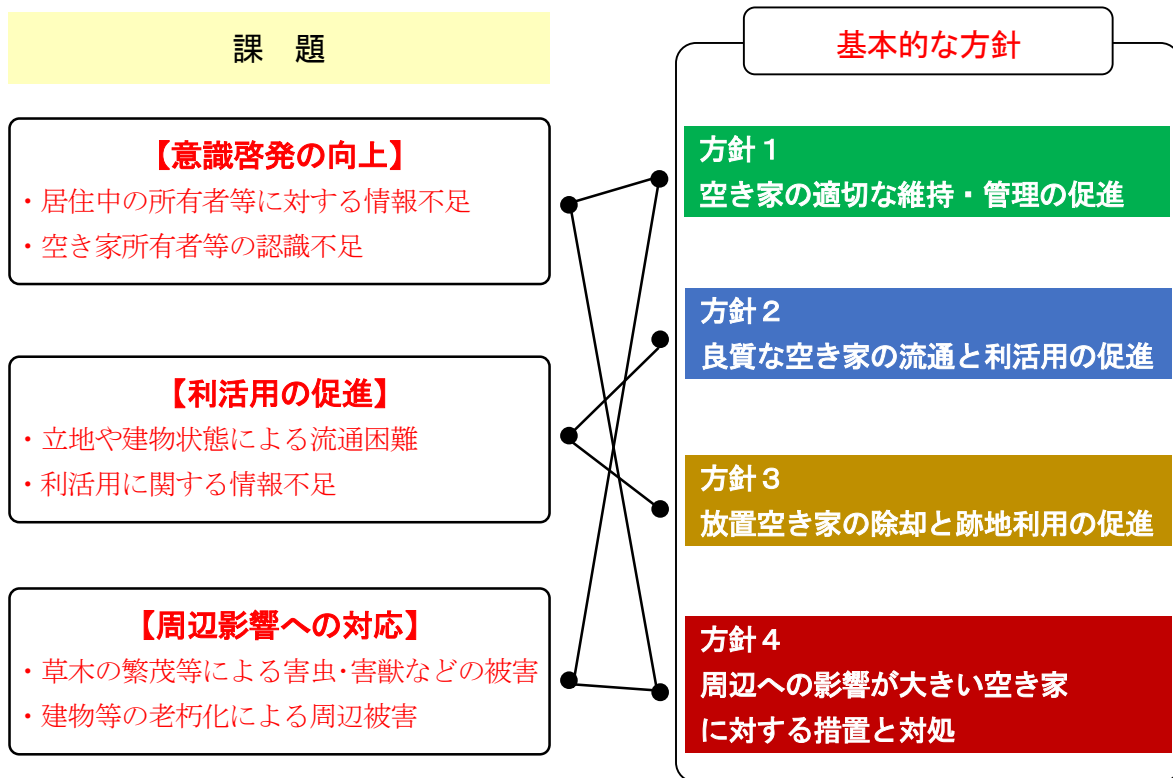 課　題
【意識啓発の向上】
・居住中の所有者等に対する情報不足
・空き家所有者等の認識不足
【利活用の促進】
・立地や建物状態による流通困難
・利活用に関する情報不足
【周辺影響への対応】
・草木の繁茂等による害虫･害獣などの被害
・建物等の老朽化による周辺被害
基本的な方針
方針１
空き家の適切な維持・管理の促進
方針２
良質な空き家の流通と利活用の促進
方針３
放置空き家の除却と跡地利用の促進
方針４
周辺への影響が大きい空き家
に対する措置と対処